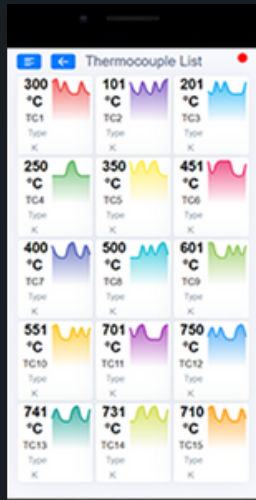 Thermocouple List
300 °C TC1 Type K
101 °C TC2 Type K
201 °C TC3 Type K
250 °C TC4 Type K
350 °C TC5 Type K
451 °C TC6 Type K
400 °C TC7 Type K
500 °C TC8 Type K
601 °C TC9 Type K
551 °C TC10 Type K
701 °C TC11 Type K
750 °C TC12 Type K
741 °C TC13 Type K
731 °C TC14 Type K
710 °C TC15 Type K